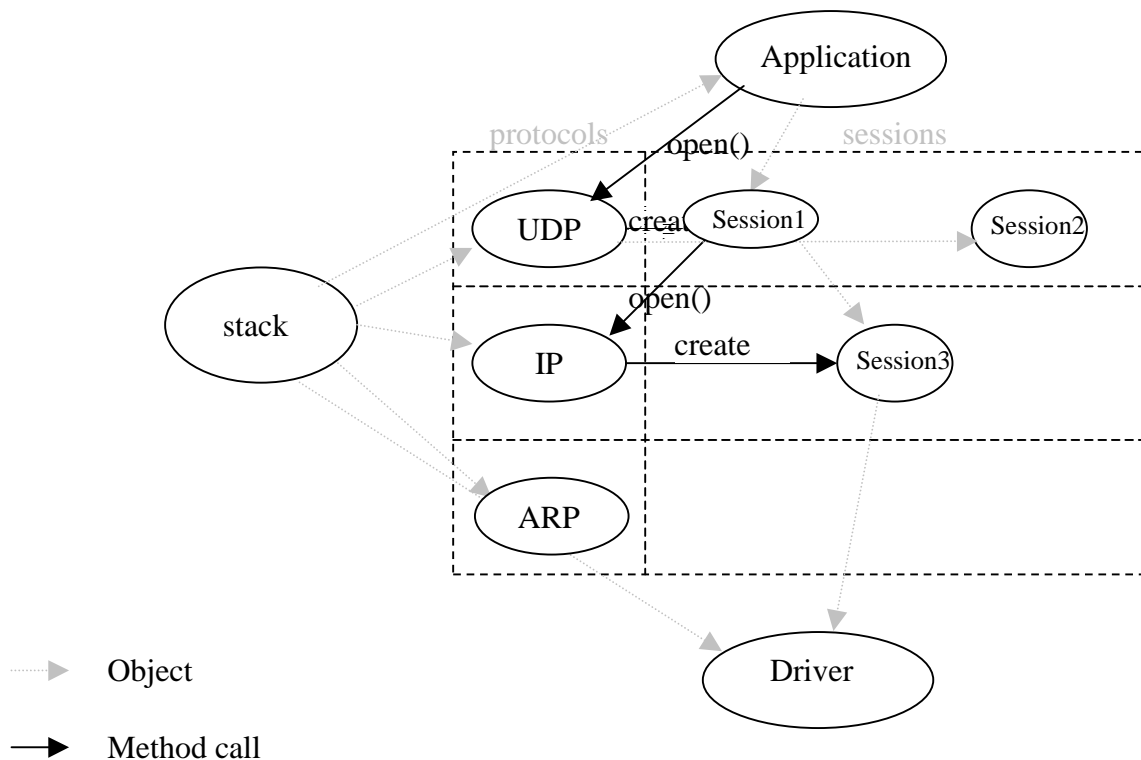 Application
protocols
sessions
open()
UDP
Session1
Session2
open()
stack
create
IP
Session3
ARP
Driver
Object
Method call